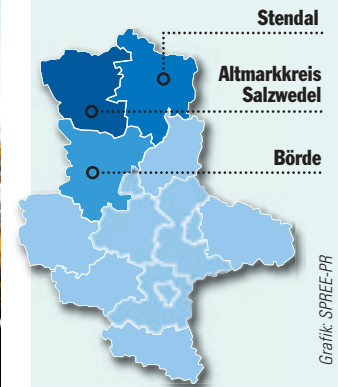 Stendal
Altmarkkreis
Salzwedel
Börde
Grafik: SPREE-PR